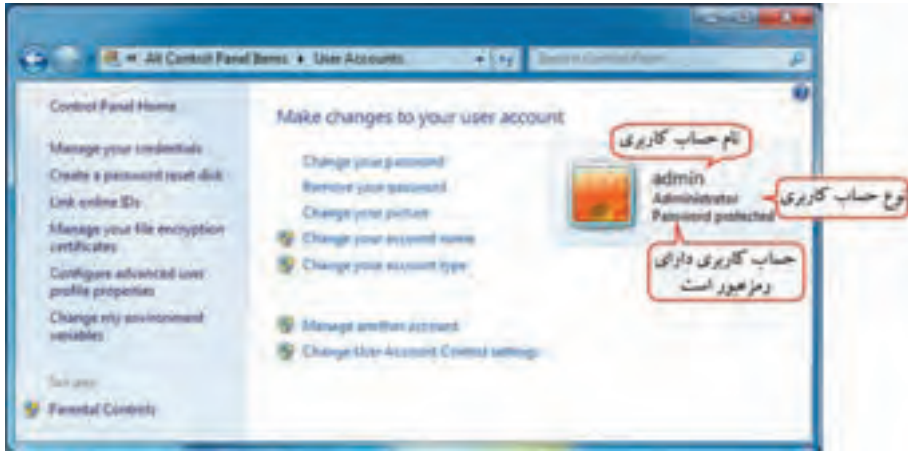 All Control Panel Items
User Accounts
Control Panel Home
Manage your credentials
Create a password reset disk
Link online IDs
Manage your file encryption
certificates
Configure advanced user
profile properties
Change my environment
variables
See also
Parental Controls
Make changes to your user account
Change your password
Remove your password
Change your picture
Change your account name
Change your account type
Manage another account
Change User Account Control settings
نام حساب کاربری
admin
Administrator
Password protected
نوع حساب کاربری
حساب کاربری دارای
رمزعبور است